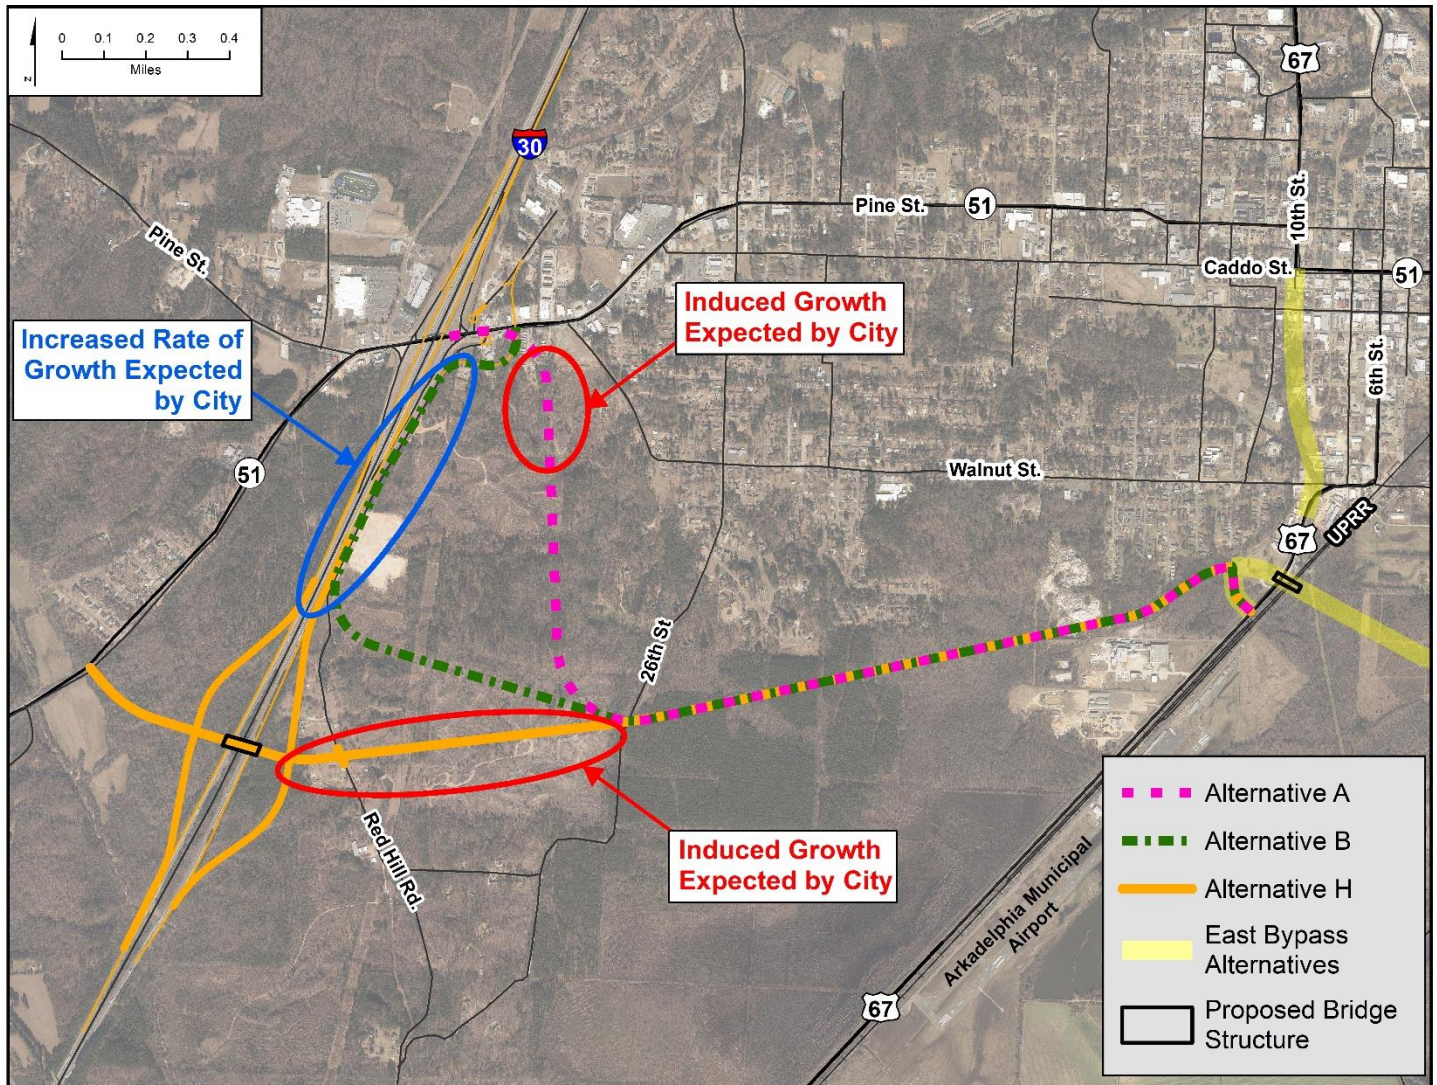 0 0.1 0.2 0.3 0.4
Miles
N
67
30
Pine St.
51
10th St.
Pine St.
Caddo St.
51
Induced Growth
Expected by City
Increased Rate of
Growth Expected
by City
6th St.
51
Walnut St.
67
UPRR
26th St
Red Hill Rd.
Induced Growth
Expected by City
Arkadelphia Municipal
Airport
67
Alternative A
Alternative B
Alternative H
East Bypass
Alternatives
Proposed Bridge
Structure